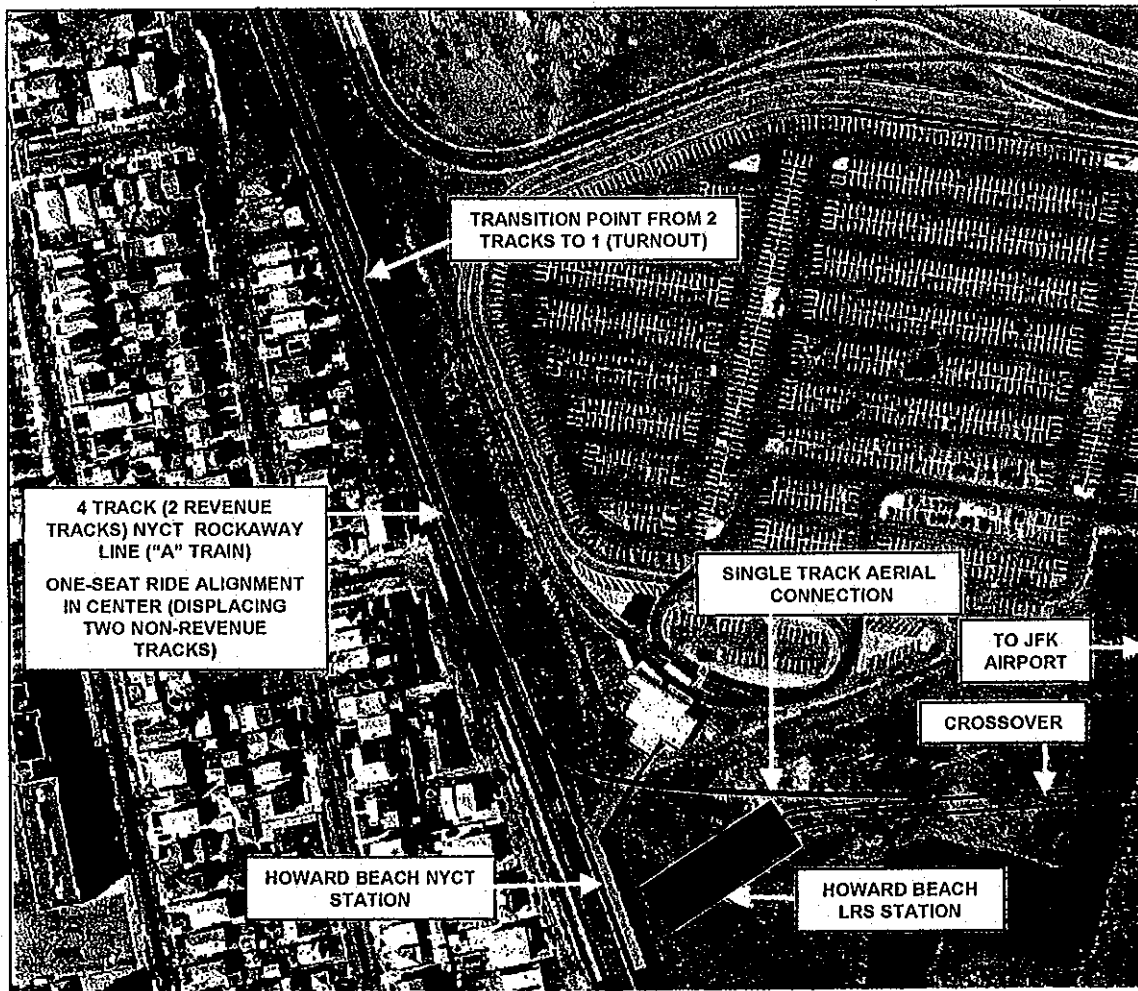 TRANSITION POINT FROM 2
TRACKS TO 1 (TURNOUT)
4 TRACK (2 REVENUE
TRACKS) NYCT ROCKAWAY
LINE ("A" TRAIN)
ONE-SEAT RIDE ALIGNMENT
IN CENTER (DISPLACING
TWO NON-REVENUE
TRACKS)
SINGLE TRACK AERIAL
CONNECTION
TO JFK
AIRPORT
CROSSOVER
HOWARD BEACH NYCT
STATION
HOWARD BEACH
LRS STATION